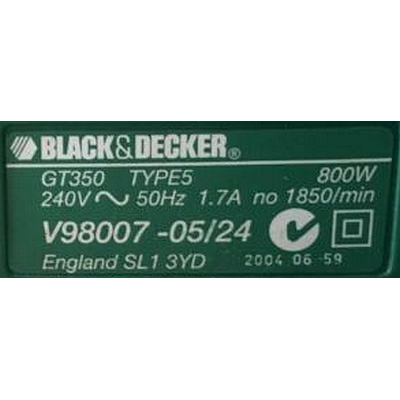 BLACK&DECKER®
GT350 TYPE5 800W
240V ~ 50Hz 1.7A no 1850/min
V98007 -05/24
England SL1 3YD 2004 06-59